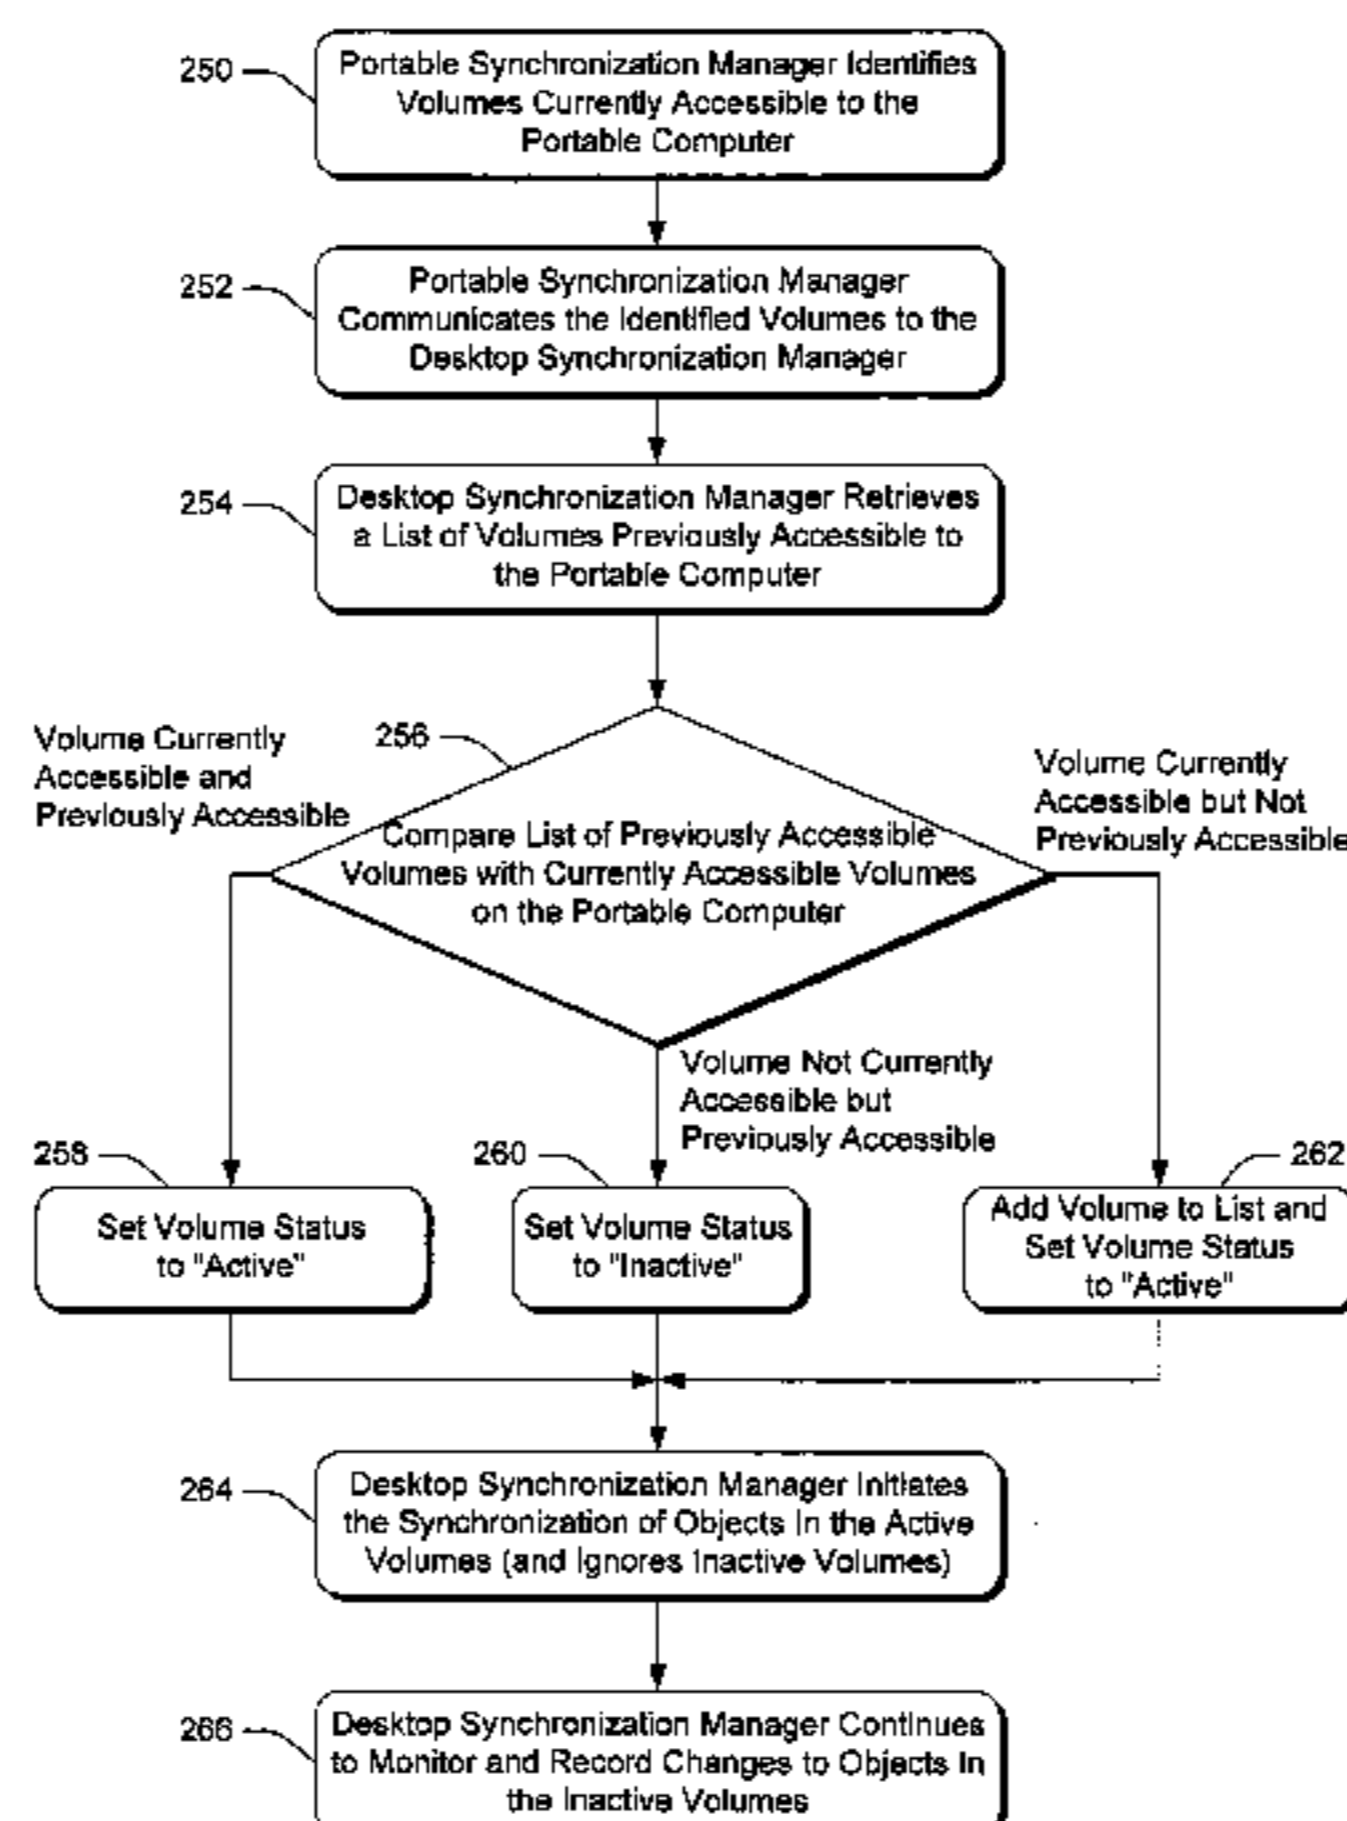 250
Portable Synchronization Manager Identifies
Volumes Currently Accessible to the
Portable Computer
252
Portable Synchronization Manager
Communicates the Identified Volumes to the
Desktop Synchronization Manager
254
Desktop Synchronization Manager Retrieves
a List of Volumes Previously Accessible to
the Portable Computer
Volume Currently
Accessible and
Previously Accessible
256
Volume Currently
Accessible but Not
Previously Accessible
Compare List of Previously Accessible
Volumes with Currently Accessible Volumes
on the Portable Computer
Volume Not Currently
Accessible but
Previously Accessible
258
Set Volume Status
to "Active"
260
Set Volume Status
to "Inactive"
262
Add Volume to List and
Set Volume Status
to "Active"
264
Desktop Synchronization Manager Initiates
the Synchronization of Objects In the Active
Volumes (and Ignores Inactive Volumes)
266
Desktop Synchronization Manager Continues
to Monitor and Record Changes to Objects In
the Inactive Volumes